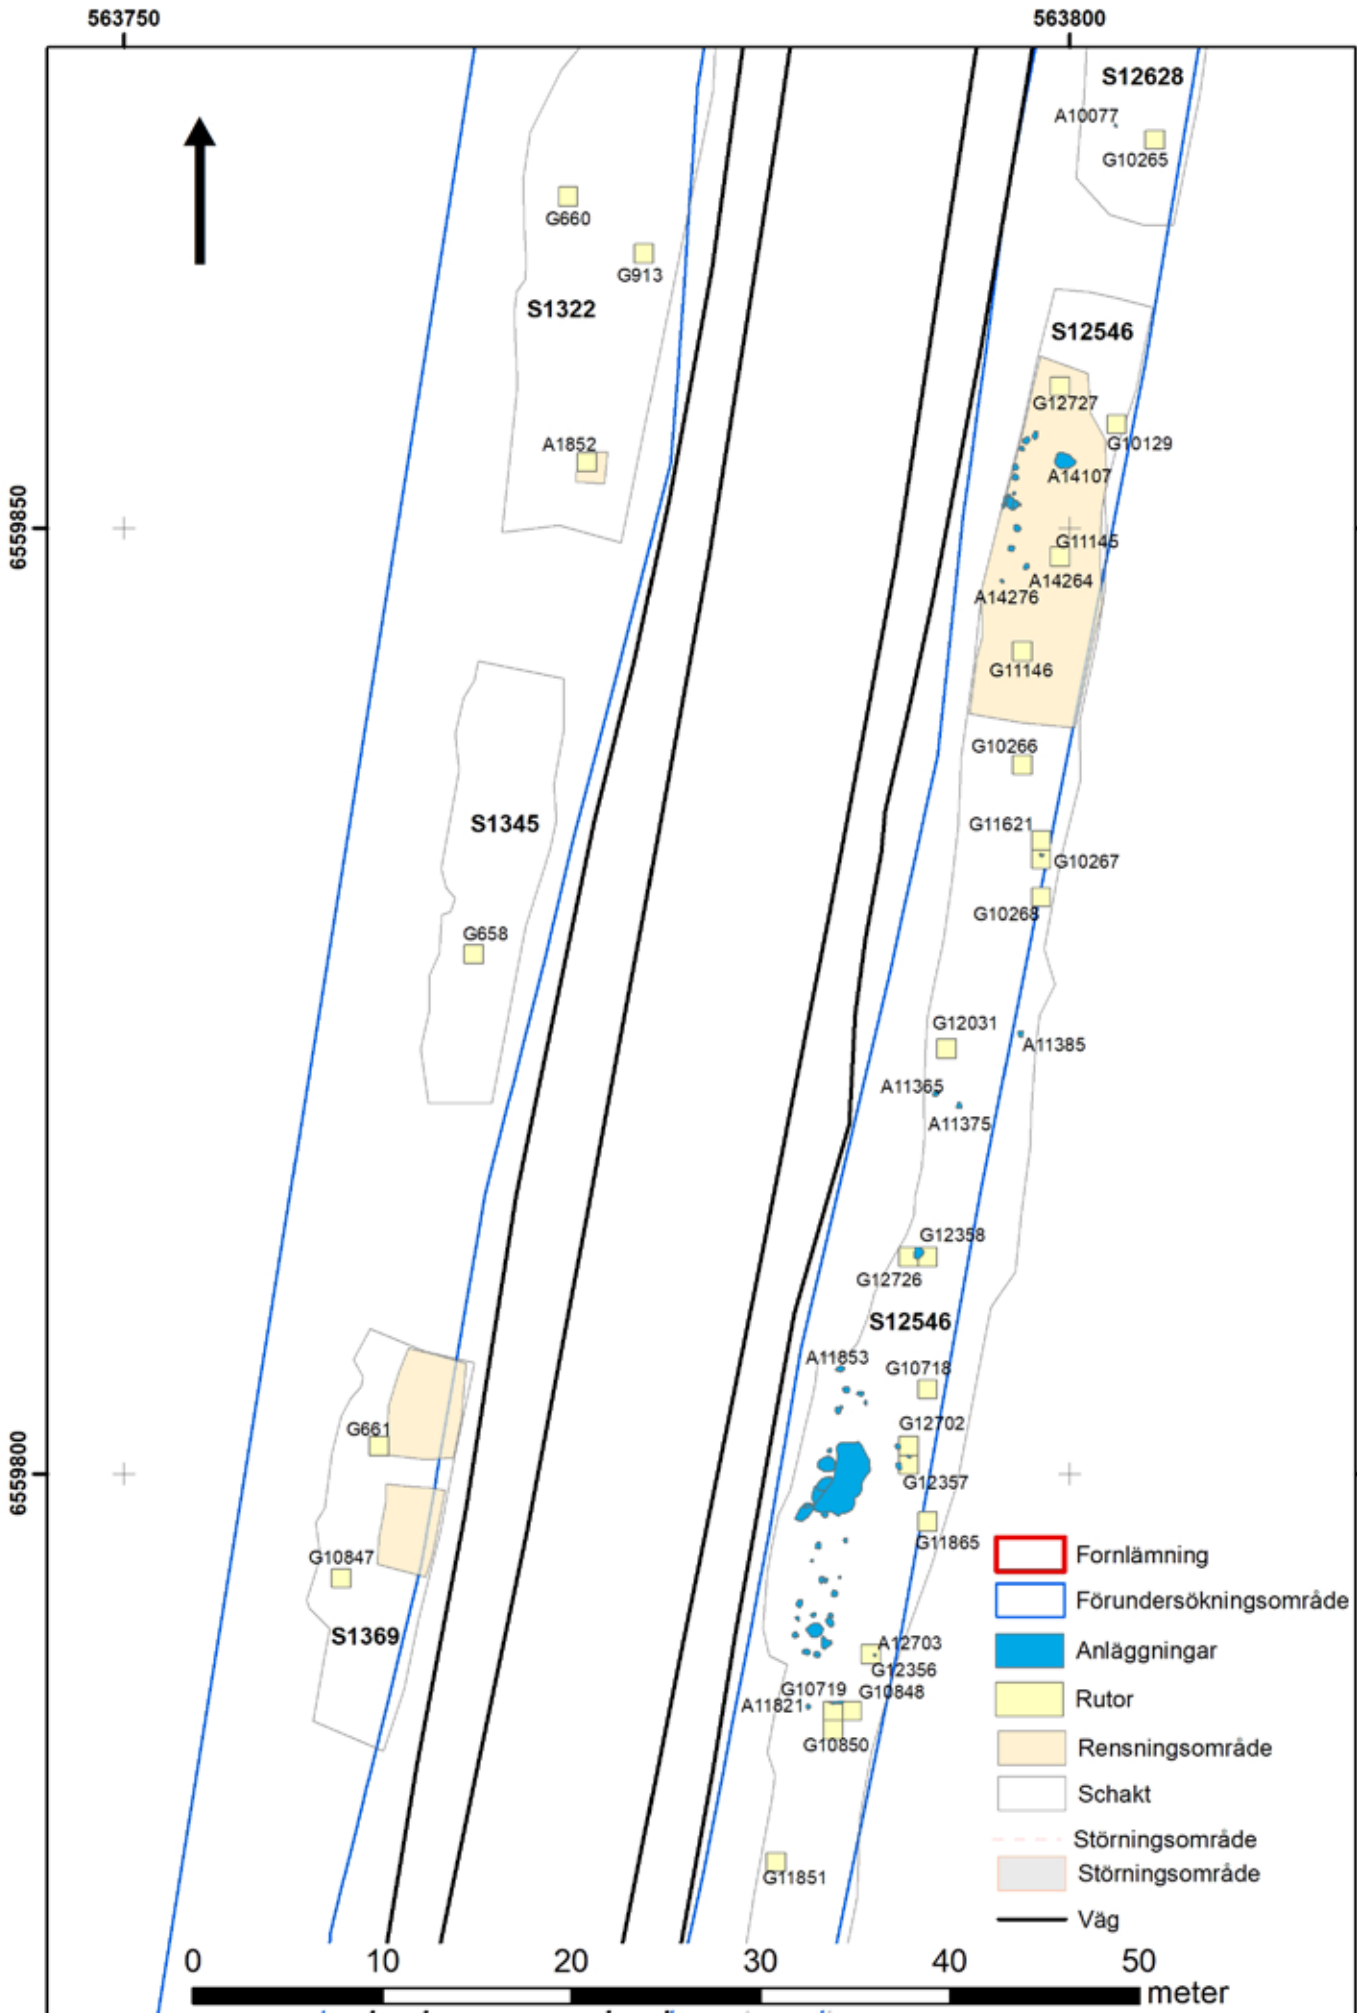 563750
563800
S12628
A10077
G10265
G660
G913
S1322
S12546
G12727
G10129
A1852
A14107
6559850
G11145
A14264
A14276
G11146
G10266
S1345
G11621
G10267
G10268
G658
G12031
A11385
A11365
A11375
G12358
G12726
S12546
A11853
G10718
G661
G12702
6559800
G12357
G11865
G10847
S1369
A12703
G12356
G10719
G10848
A11821
G10850
G11851
Fornlämning
Förundersökningsområde
Anläggningar
Rutor
Rensningsområde
Schakt
Störningsområde
Störningsområde
Väg
0 10 20 30 40 50
meter